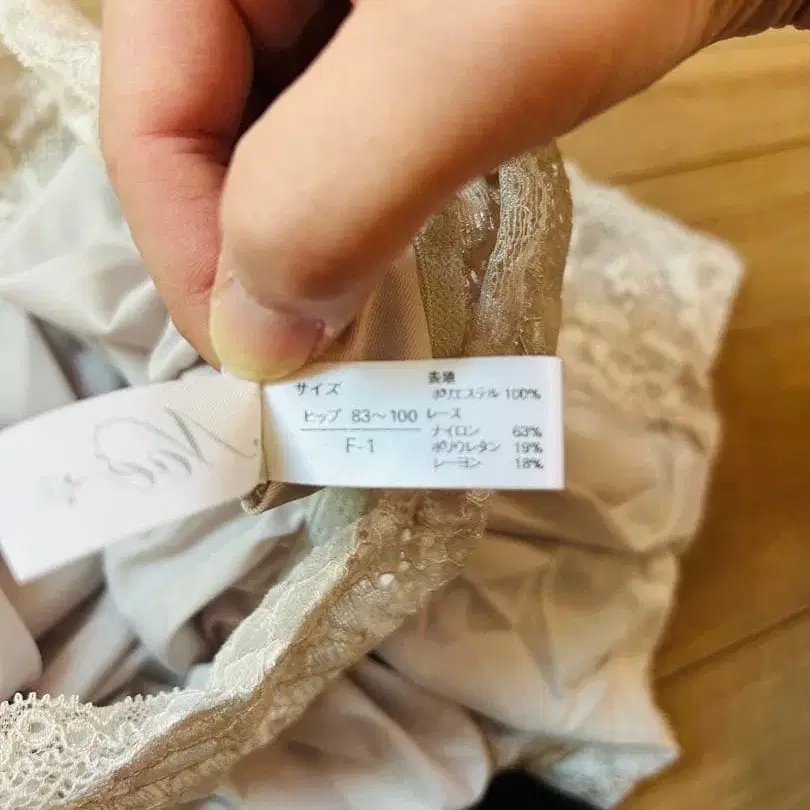 サイズ
ヒップ 83～100
F-1
表地
ポリエステル 100%
レース
ナイロン 63%
ポリウレタン 19%
レーヨン 18%